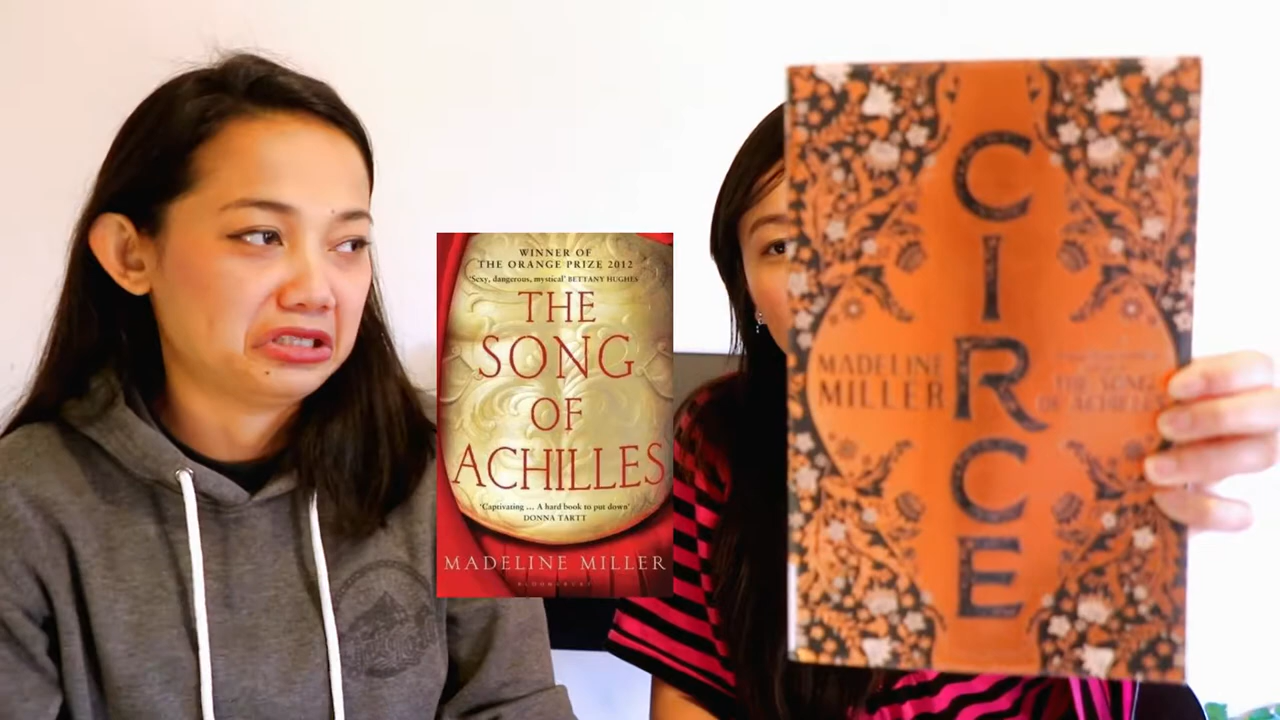 WINNER OF
THE ORANGE PRIZE 2012
'Sexy, dangerous, mystical' BETTANY HUGHES
THE
SONG
OF
ACHILLES
'Captivating … A hard book to put down'
DONNA TARTT
MADELINE MILLER
BLOOMSBURY
CIRCE
MADELINE
MILLER
THE SONG
OF ACHILLES